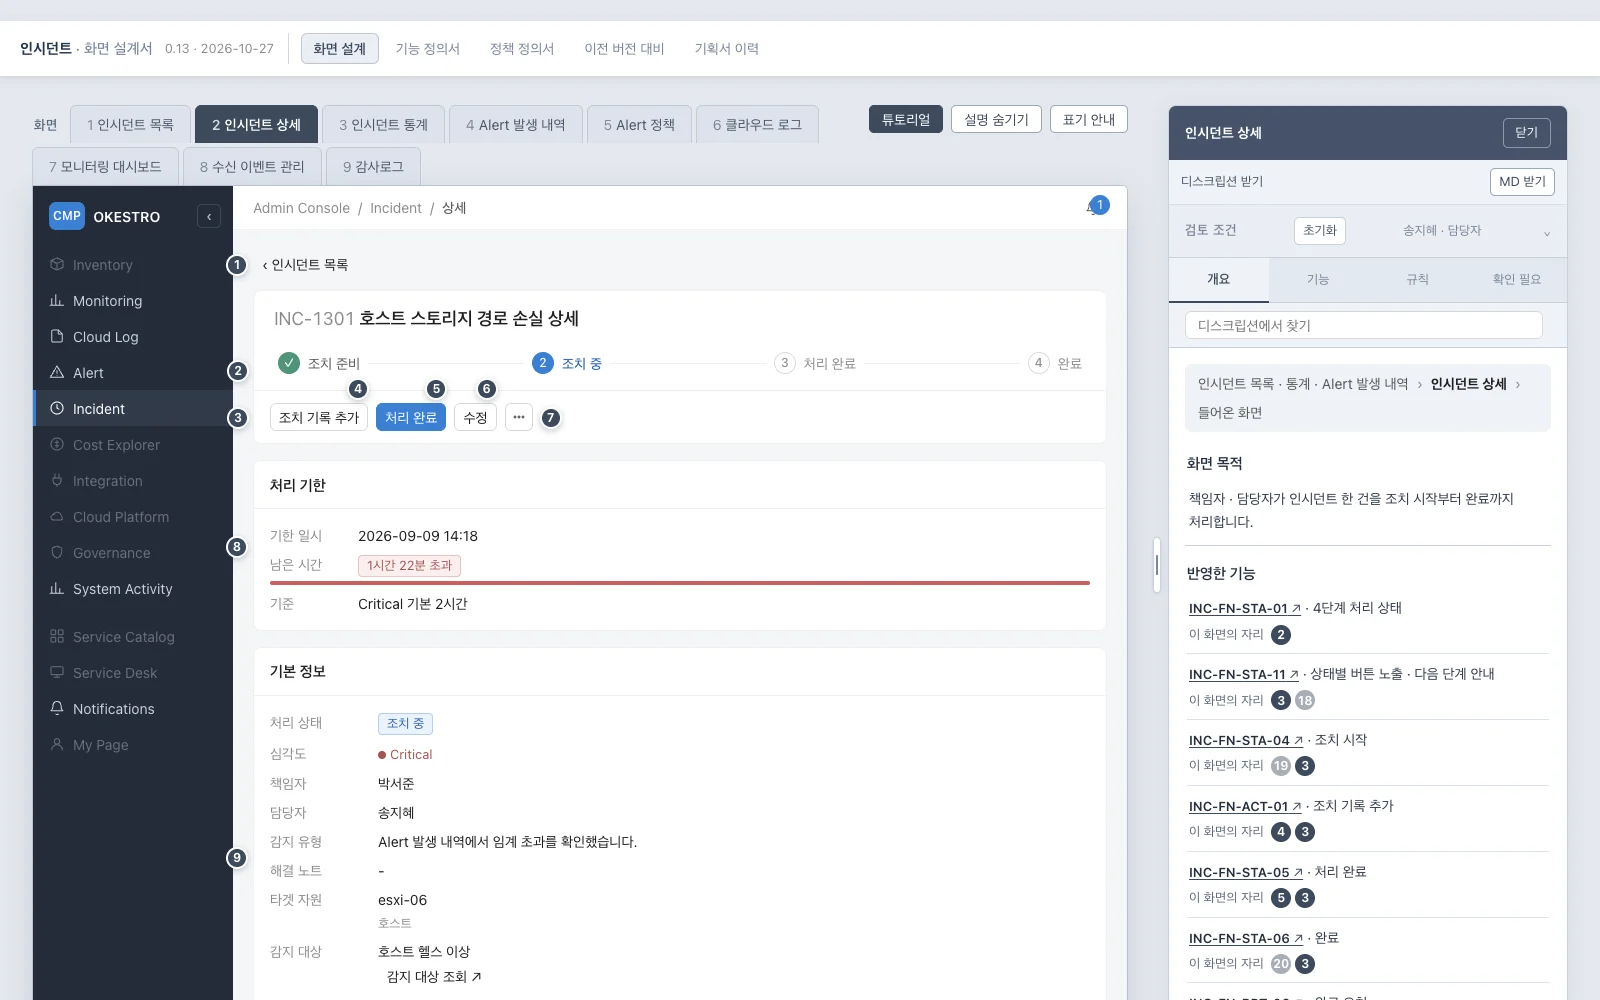 인시던트 · 화면 설계서 0.13 · 2026-10-27 화면 설계 기능 정의서 정책 정의서 이전 버전 대비 기획서 이력
화면 1 인시던트 목록 2 인시던트 상세 3 인시던트 통계 4 Alert 발생 내역 5 Alert 정책 6 클라우드 로그
7 모니터링 대시보드 8 수신 이벤트 관리 9 감사로그
튜토리얼 설명 숨기기 표기 안내
CMP OKESTRO ‹
Inventory
Monitoring
Cloud Log
Alert
Incident
Cost Explorer
Integration
Cloud Platform
Governance
System Activity
Service Catalog
Service Desk
Notifications
My Page
Admin Console / Incident / 상세 1
1 ‹ 인시던트 목록
INC-1301 호스트 스토리지 경로 손실 상세
2 조치 준비 2 조치 중 3 처리 완료 4 완료
4 5 6
3 조치 기록 추가 처리 완료 수정 ··· 7
처리 기한
8
기한 일시 2026-09-09 14:18
남은 시간 1시간 22분 초과
기준 Critical 기본 2시간
기본 정보
처리 상태 조치 중
심각도 Critical
책임자 박서준
담당자 송지혜
감지 유형 Alert 발생 내역에서 임계 초과를 확인했습니다.
9
해결 노트 -
타겟 자원 esxi-06
호스트
감지 대상 호스트 헬스 이상
감지 대상 조회 ↗
인시던트 상세 닫기
디스크립션 받기 MD 받기
검토 조건 초기화 송지혜 · 담당자
개요 기능 규칙 확인 필요
디스크립션에서 찾기
인시던트 목록 · 통계 · Alert 발생 내역 › 인시던트 상세 ›
들어온 화면
화면 목적
책임자 · 담당자가 인시던트 한 건을 조치 시작부터 완료까지
처리합니다.
반영한 기능
INC-FN-STA-01 ↗ · 4단계 처리 상태
이 화면의 자리 2
INC-FN-STA-11 ↗ · 상태별 버튼 노출 · 다음 단계 안내
이 화면의 자리 3 18
INC-FN-STA-04 ↗ · 조치 시작
이 화면의 자리 19 3
INC-FN-ACT-01 ↗ · 조치 기록 추가
이 화면의 자리 4 3
INC-FN-STA-05 ↗ · 처리 완료
이 화면의 자리 5 3
INC-FN-STA-06 ↗ · 완료
이 화면의 자리 20 3